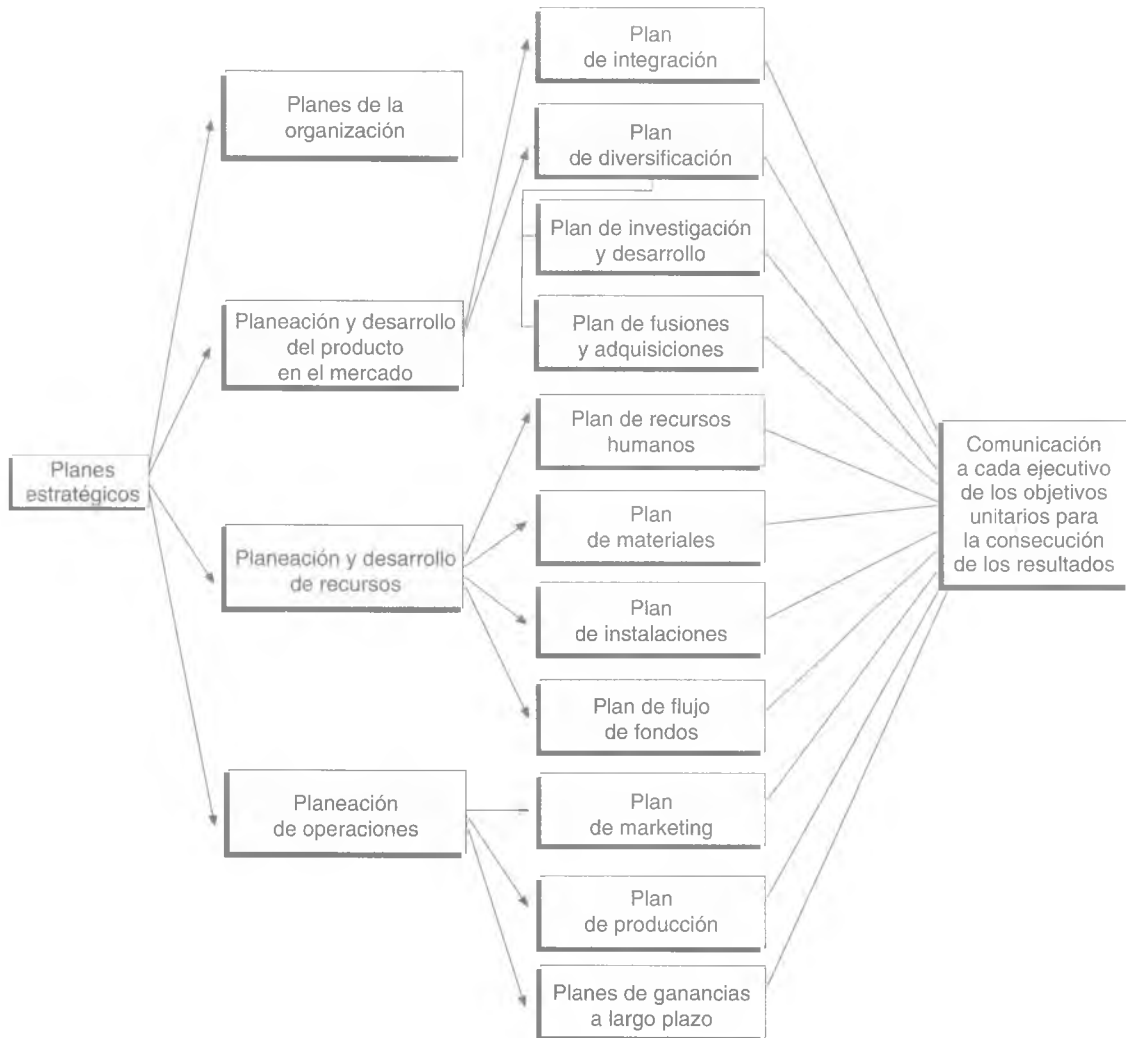 Plan
de integración
Planes de la
organización
Plan
de diversificación
Plan de investigación
y desarrollo
Planeación y desarrollo
del producto
en el mercado
Plan de fusiones
y adquisiciones
Plan de recursos
humanos
Planes
estratégicos
Comunicación
a cada ejecutivo
de los objetivos
unitarios para
la consecución
de los resultados
Plan
de materiales
Planeación y desarrollo
de recursos
Plan
de instalaciones
Plan de flujo
de fondos
Planeación
de operaciones
Plan
de marketing
Plan
de producción
Planes de ganancias
a largo plazo